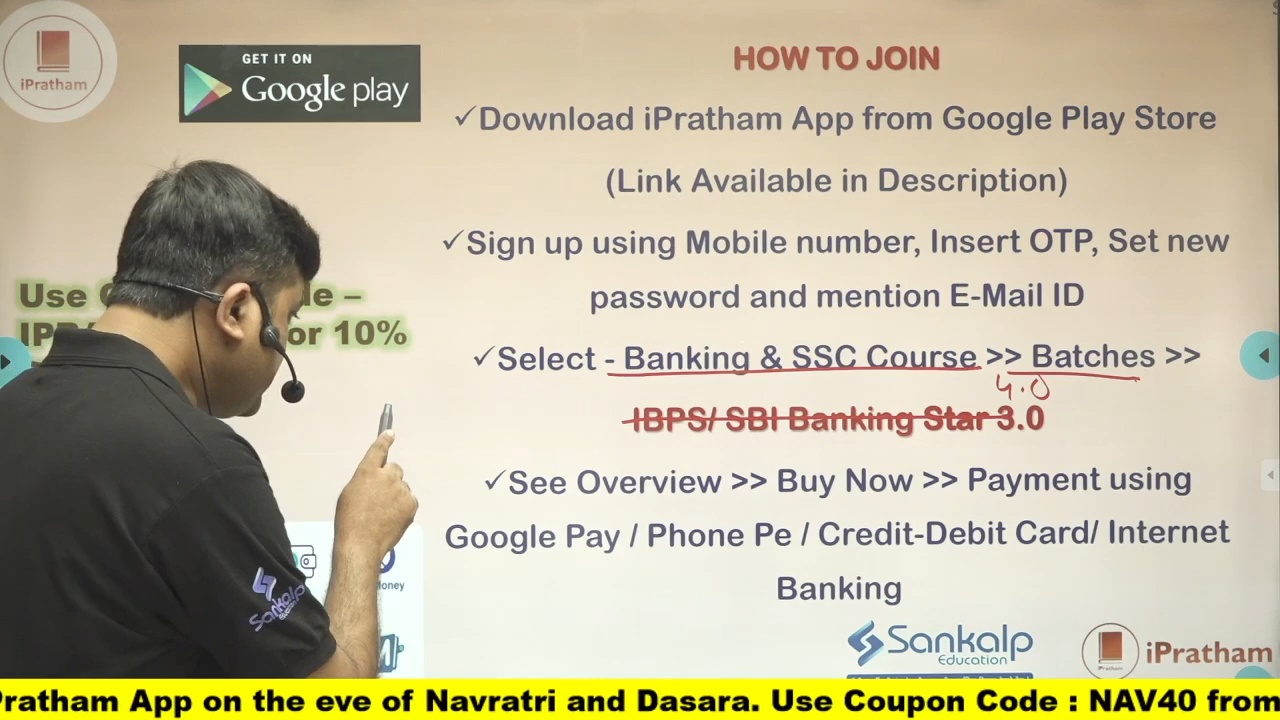 iPratham
GET IT ON
Google play
HOW TO JOIN
✓Download iPratham App from Google Play Store
(Link Available in Description)
✓Sign up using Mobile number, Insert OTP, Set new
password and mention E-Mail ID
Use
de –
or 10%
✓Select - Banking & SSC Course >> Batches >>
4.0
IBPS/ SBI Banking Star 3.0
✓See Overview >> Buy Now >> Payment using
Google Pay / Phone Pe / Credit-Debit Card/ Internet
Banking
Money
Sankalp
Education
Sankalp
Education
iPratham
Pratham App on the eve of Navratri and Dasara. Use Coupon Code : NAV40 from